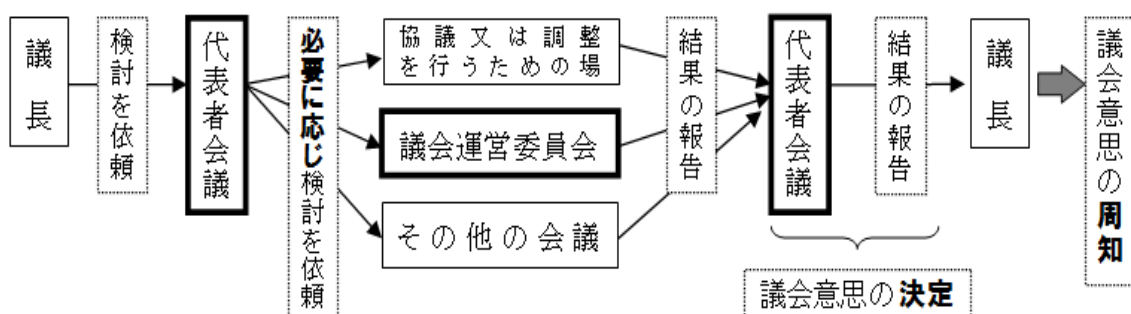 議長
検討を依頼
代表者会議
必要に応じ検討を依頼
協議又は調整
を行うための場
議会運営委員会
その他の会議
結果の報告
代表者会議
結果の報告
議会意思の決定
議長
議会意思の周知